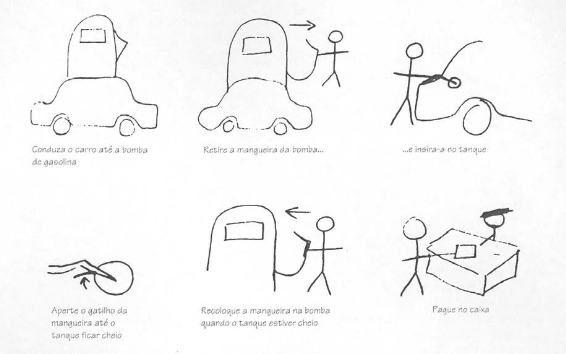 Conduza o carro até a bomba
de gasolina
Retire a mangueira da bomba...
...e insira-a no tanque
Aperte o gatilho da
mangueira até o
tanque ficar cheio
Recoloque a mangueira na bomba
quando o tanque estiver cheio
Pague no caixa